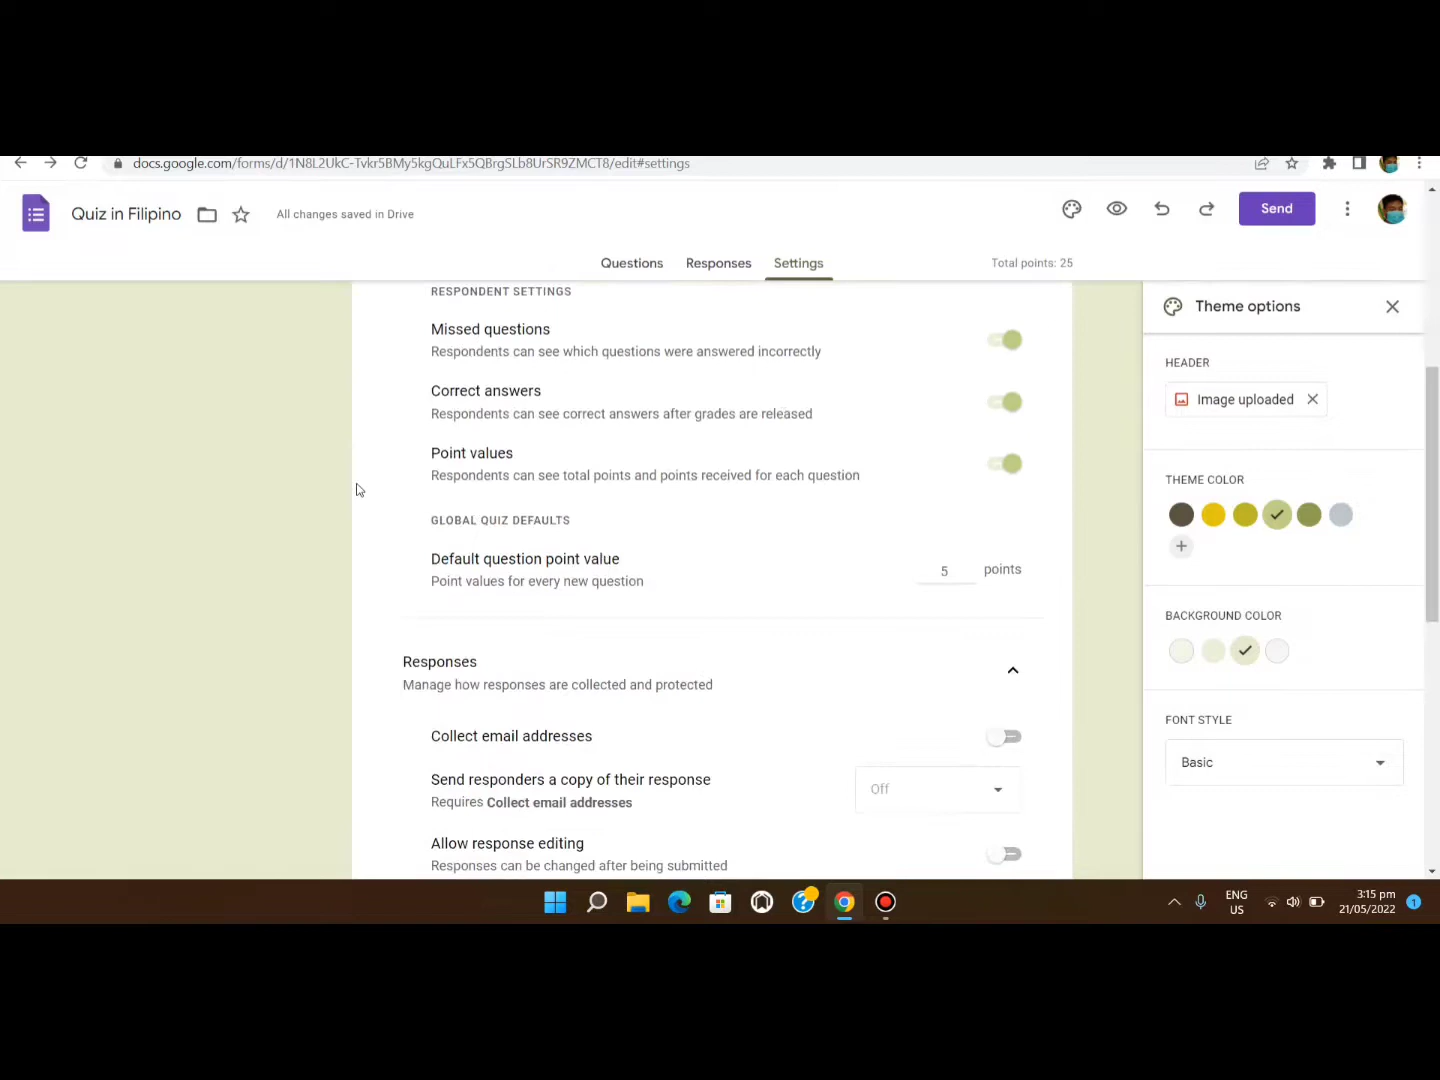 docs.google.com/forms/d/1N8L2UkC-Tvkr5BMy5kgQuLFx5QBrgSLb8UrSR9ZMCT8/edit#settings
Quiz in Filipino
All changes saved in Drive
Send
Questions
Responses
Settings
Total points: 25
RESPONDENT SETTINGS
Missed questions
Respondents can see which questions were answered incorrectly
Correct answers
Respondents can see correct answers after grades are released
Point values
Respondents can see total points and points received for each question
GLOBAL QUIZ DEFAULTS
Default question point value
Point values for every new question
5 points
Responses
Manage how responses are collected and protected
Collect email addresses
Send responders a copy of their response
Requires Collect email addresses
Off
Allow response editing
Responses can be changed after being submitted
Theme options
HEADER
Image uploaded
THEME COLOR
BACKGROUND COLOR
FONT STYLE
Basic
ENG
US
3:15 pm
21/05/2022
1